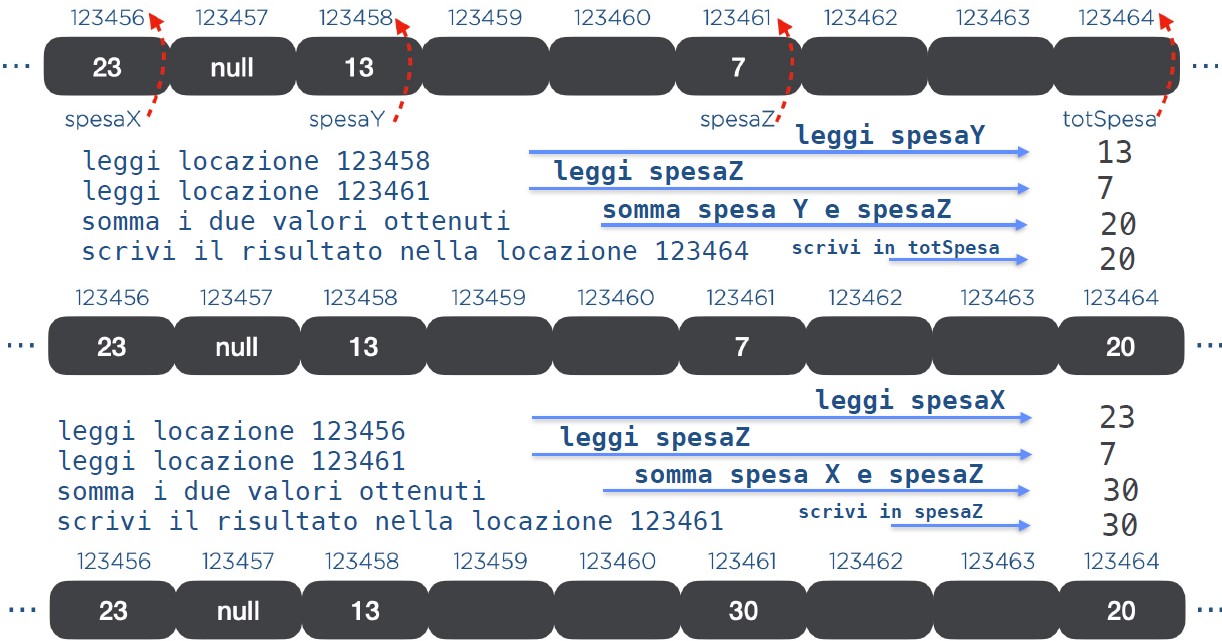 123456 123457 123458 123459 123460 123461 123462 123463 123464
... 23 null 13 7 ...
spesaX spesaY spesaZ totSpesa
leggi spesaY 13
leggi locazione 123458
leggi spesaZ 7
leggi locazione 123461
somma spesa Y e spesaZ 20
somma i due valori ottenuti
scrivi il risultato nella locazione 123464 scrivi in totSpesa 20
123456 123457 123458 123459 123460 123461 123462 123463 123464
... 23 null 13 7 20 ...
leggi spesaX 23
leggi locazione 123456
leggi spesaZ 7
leggi locazione 123461
somma spesa X e spesaZ 30
somma i due valori ottenuti
scrivi il risultato nella locazione 123461 scrivi in spesaZ 30
123456 123457 123458 123459 123460 123461 123462 123463 123464
... 23 null 13 30 20 ...